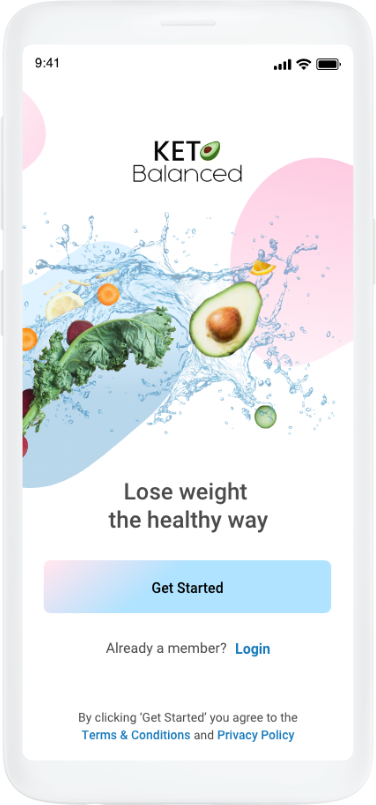 9:41
KETO
Balanced
Lose weight
the healthy way
Get Started
Already a member? Login
By clicking 'Get Started' you agree to the
Terms & Conditions and Privacy Policy